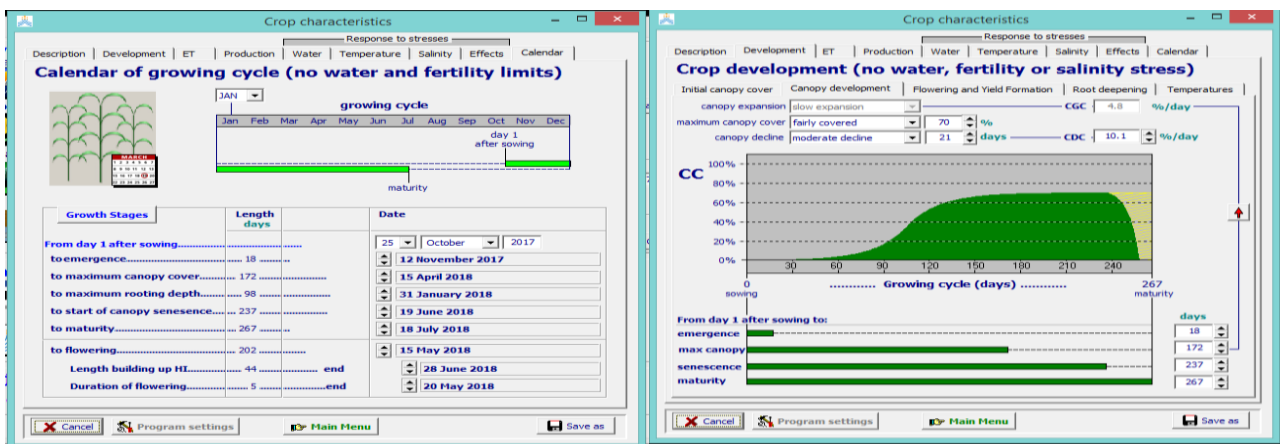 Crop characteristics
Response to stresses
Description Development ET Production Water Temperature Salinity Effects Calendar
Calendar of growing cycle (no water and fertility limits)
JAN
growing cycle
Jan Feb Mar Apr May Jun Jul Aug Sep Oct Nov Dec
day 1
after sowing
MARCH
maturity
Growth Stages Length Date
days
From day 1 after sowing 25 October 2017
to emergence 18 12 November 2017
to maximum canopy cover 172 15 April 2018
to maximum rooting depth 98 31 January 2018
to start of canopy senesence 237 19 June 2018
to maturity 267 18 July 2018
to flowering 202 15 May 2018
Length building up HI 44 end 28 June 2018
Duration of flowering 5 end 20 May 2018
Cancel Program settings Main Menu Save as
Crop characteristics
Response to stresses
Description Development ET Production Water Temperature Salinity Effects Calendar
Crop development (no water, fertility or salinity stress)
Initial canopy cover Canopy development Flowering and Yield Formation Root deepening Temperatures
canopy expansion slow expansion CGC 4.8 %/day
maximum canopy cover fairly covered 70 %
canopy decline moderate decline 21 days CDC 10.1 %/day
CC
100%
80%
60%
40%
20%
0%
30 60 90 120 150 180 210 240
0 Growing cycle (days) 267
sowing maturity
From day 1 after sowing to: days
emergence 18
max canopy 172
senescence 237
maturity 267
Cancel Program settings Main Menu Save as